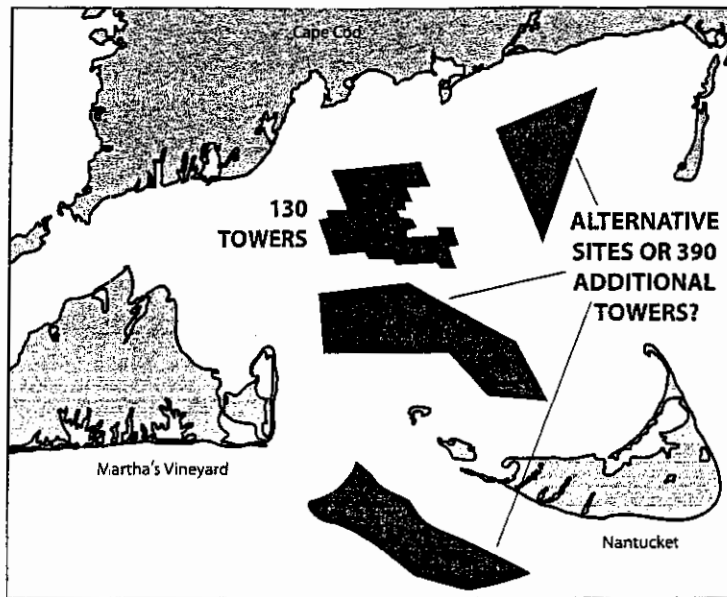 Cape Cod
130
TOWERS
ALTERNATIVE
SITES OR 390
ADDITIONAL
TOWERS?
Martha's Vineyard
Nantucket